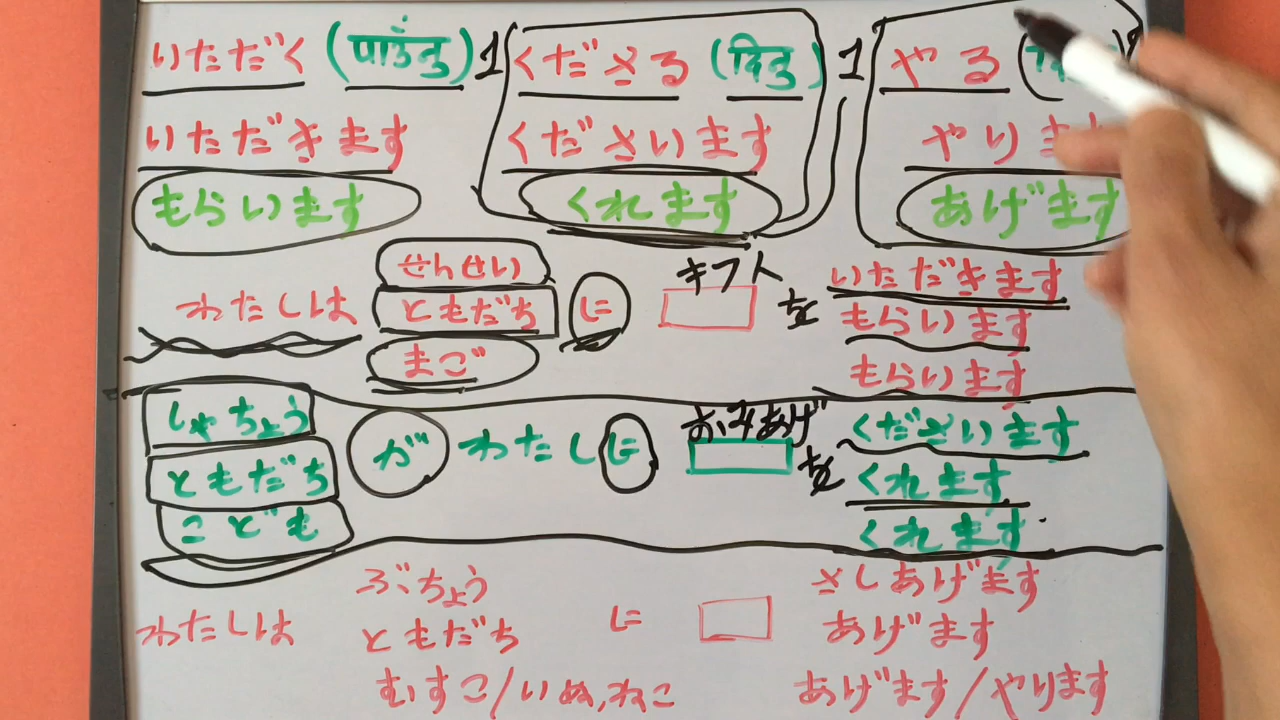 いただく (पाउंनु) 1 くださる (दिनु) 1 やる
いただきます くださいます やります
もらいます くれます あげます
せんせい キフト いただきます
わたしは ともだち に を もらいます
まご もらいます
しゃちょう おみあげ くださいます
ともだち が わたしに を くれます
こども くれます
ぶちょう さしあげます
わたしは ともだち に あげます
むすこ/いぬ,ねこ あげます/やります